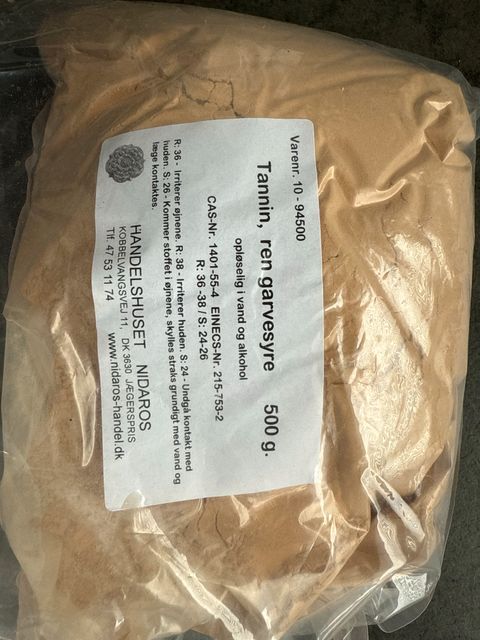 Varenr. 10 - 94500
Tannin, ren garvesyre 500 g.
opløselig i vand og alkohol
CAS-Nr. 1401-55-4 EINECS-Nr. 215-753-2
R: 36 -38 / S: 24-26
R: 36 - Irriterer øjnene. R: 38 - Irriterer huden. S: 24 - Undgå kontakt med
huden. S: 26 - Kommer stoffet i øjnene, skylles straks grundigt med vand og
læge kontaktes.
HANDELSHUSET NIDAROS
KOBBELVANGSVEJ 11, DK 3630 JÆGERSPRIS
Tlf. 47 53 11 74 www.nidaros-handel.dk